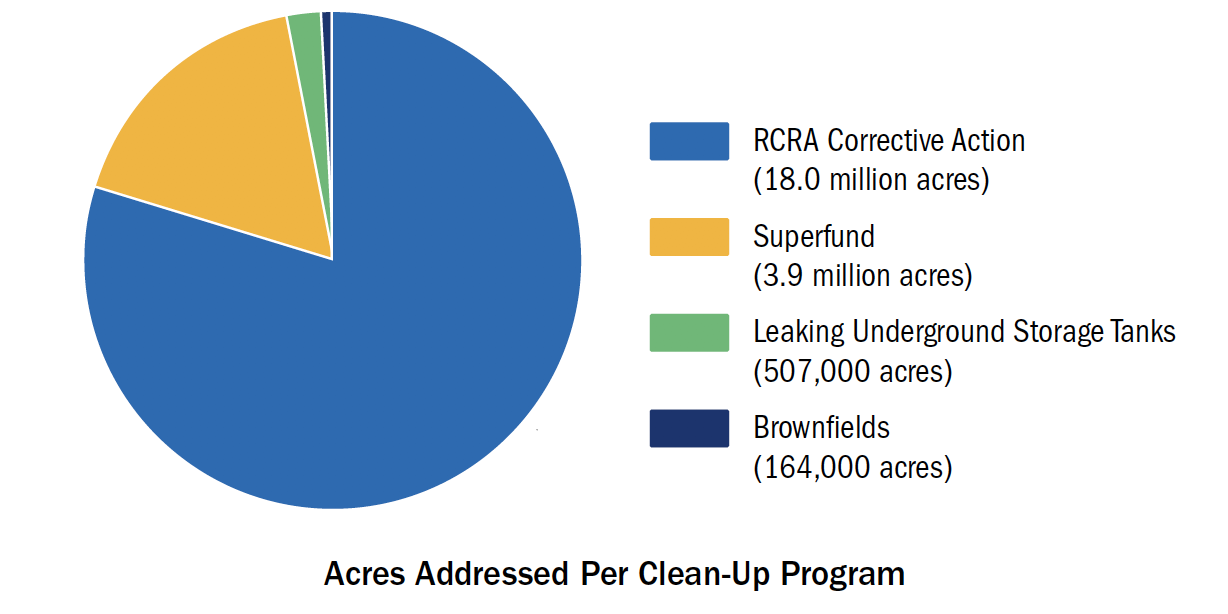 RCRA Corrective Action
(18.0 million acres)
Superfund
(3.9 million acres)
Leaking Underground Storage Tanks
(507,000 acres)
Brownfields
(164,000 acres)
Acres Addressed Per Clean-Up Program